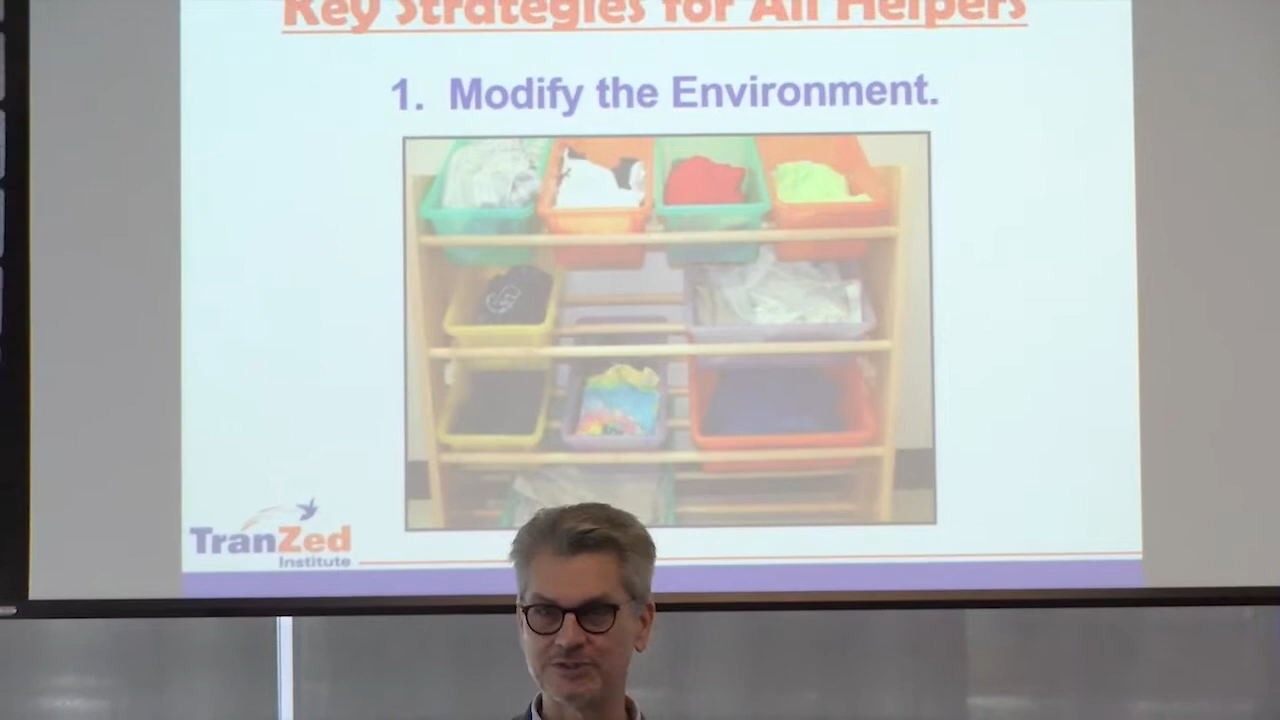 Key Strategies for All Helpers
1. Modify the Environment.
TranZed
Institute